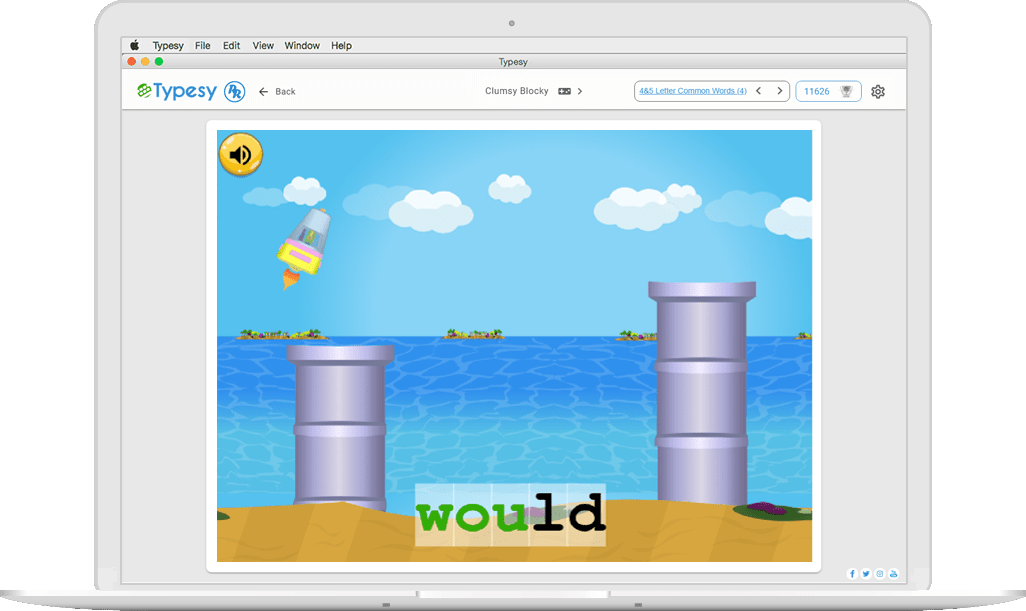 Typesy File Edit View Window Help
Typesy
Typesy PR Back Clumsy Blocky 4&5 Letter Common Words (4) 11626
would